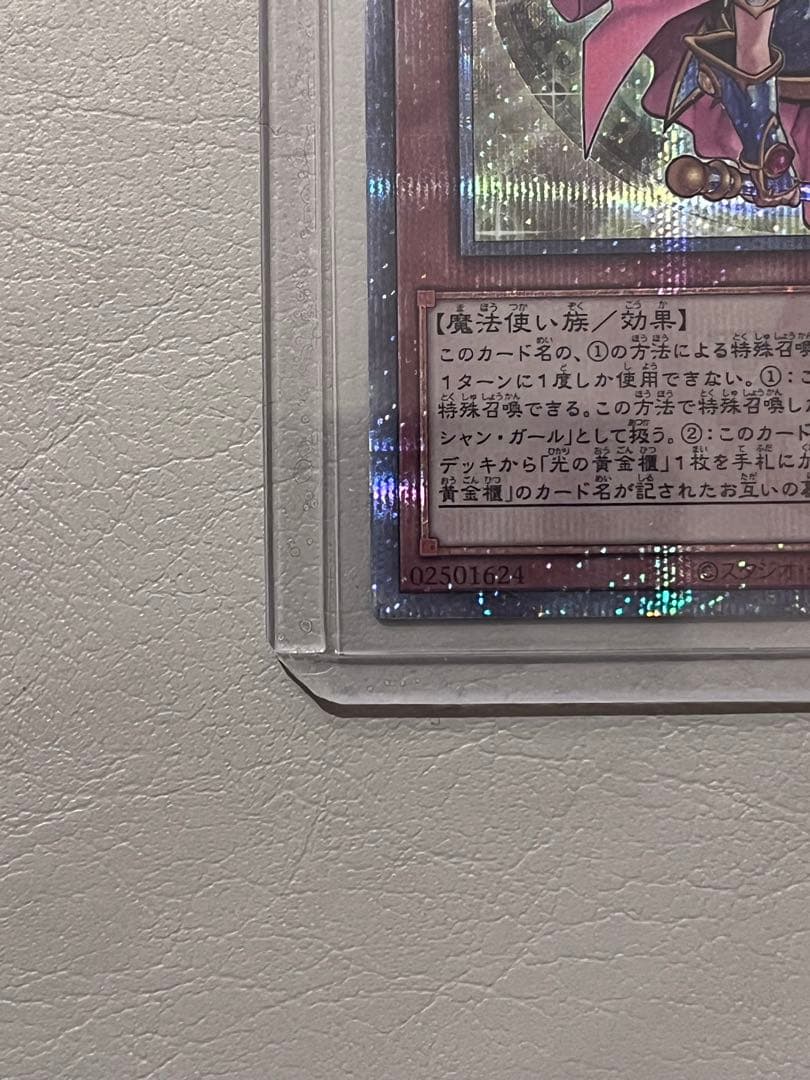 【魔法使い族／効果】
このカード名の、①の方法による特殊召喚
1ターンに1度しか使用できない。①：こ
特殊召喚できる。この方法で特殊召喚した
シャン・ガール」として扱う。②：このカード
デッキから「光の黄金櫃」1枚を手札に
黄金櫃」のカード名が記されたお互いの
02501624 ©スタジオ